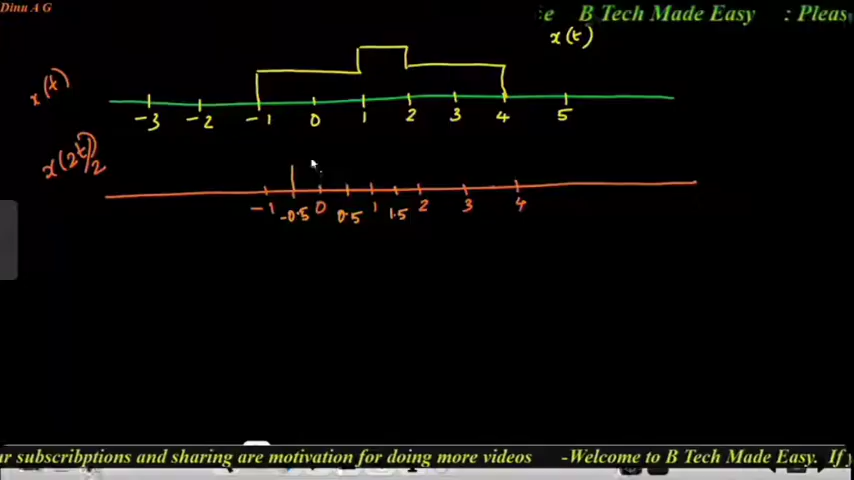 Dinu A G
:e B Tech Made Easy : Pleas
x(t)
x(t)
-3 -2 -1 0 1 2 3 4 5
x(2t)/2
-1 -0.5 0 0.5 1 1.5 2 3 4
ur subscribptions and sharing are motivation for doing more videos -Welcome to B Tech Made Easy. If y